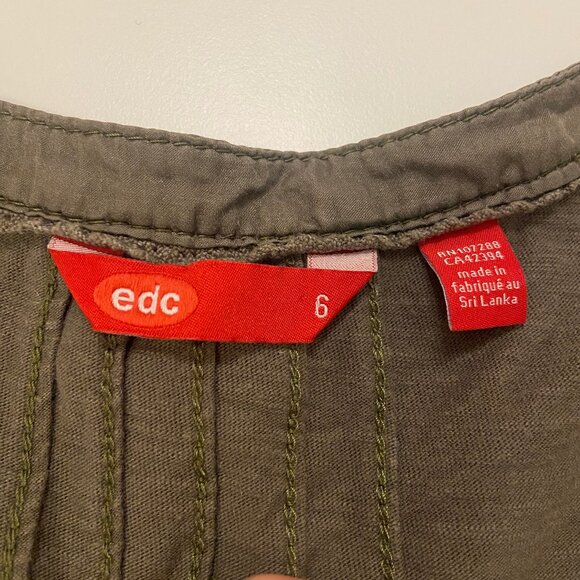 edc
6
RN107288
CA42394
made in
fabriqué au
Sri Lanka